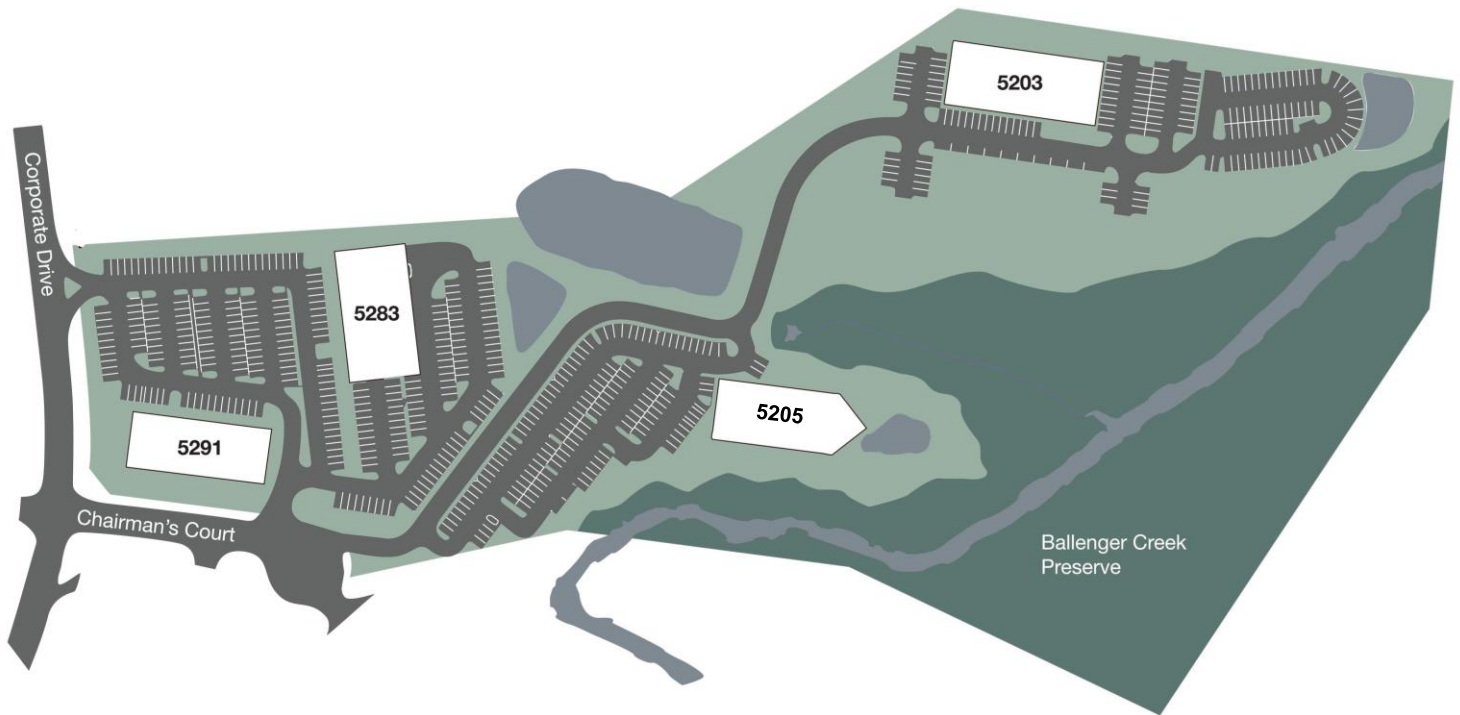 5203
Corporate Drive
5283
5205
5291
Chairman's Court
Ballenger Creek
Preserve